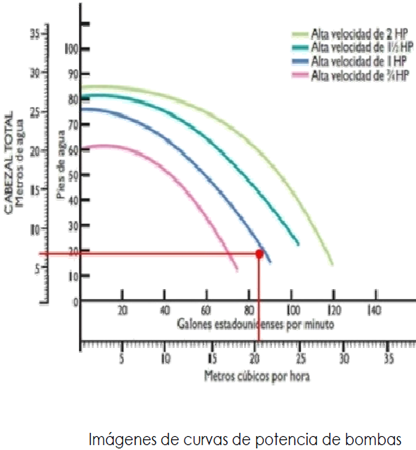 Alta velocidad de 2 HP
Alta velocidad de 1½ HP
Alta velocidad de 1 HP
Alta velocidad de ¾ HP
CABEZAL TOTAL
Metros de agua
35
30
25
20
15
10
5
Pies de agua
100
90
80
70
60
50
40
30
20
10
0
20 40 60 80 100 120 140
Galones estadounidenses por minuto
5 10 15 20 25 30 35
Metros cúbicos por hora
Imágenes de curvas de potencia de bombas